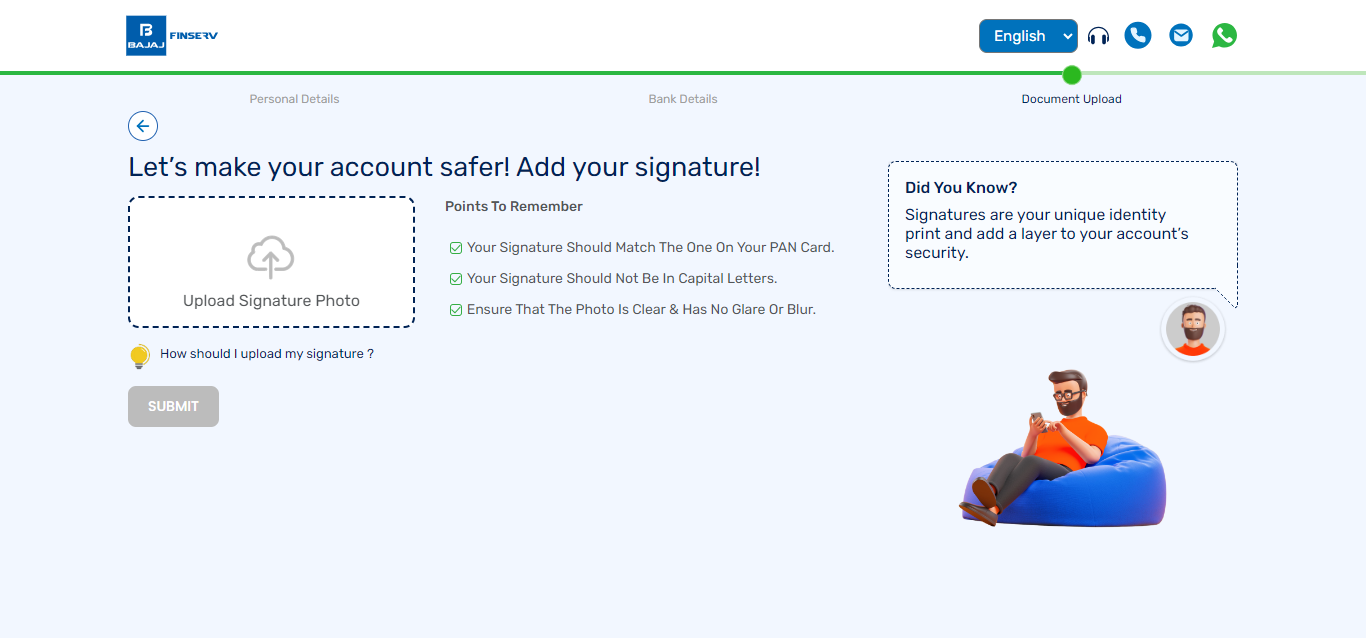 BAJAJ
FINSERV
English
Personal Details
Bank Details
Document Upload
Let’s make your account safer! Add your signature!
Upload Signature Photo
Points To Remember
Your Signature Should Match The One On Your PAN Card.
Your Signature Should Not Be In Capital Letters.
Ensure That The Photo Is Clear & Has No Glare Or Blur.
How should I upload my signature ?
SUBMIT
Did You Know?
Signatures are your unique identity
print and add a layer to your account’s
security.